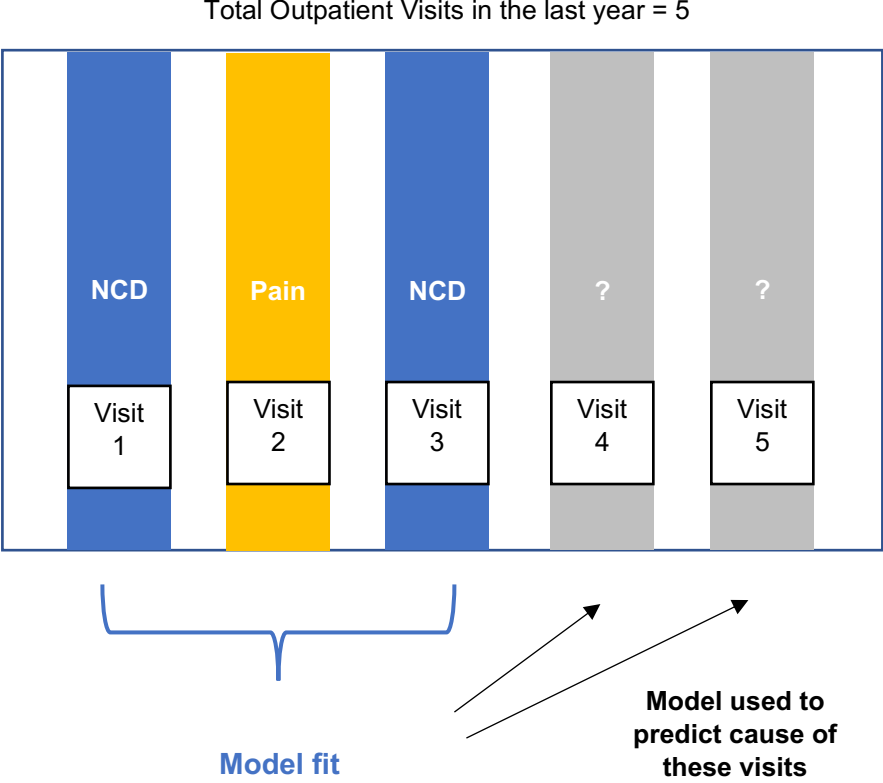 Total Outpatient Visits in the last year = 5
NCD
Pain
NCD
?
?
Visit
1
Visit
2
Visit
3
Visit
4
Visit
5
Model fit
Model used to
predict cause of
these visits